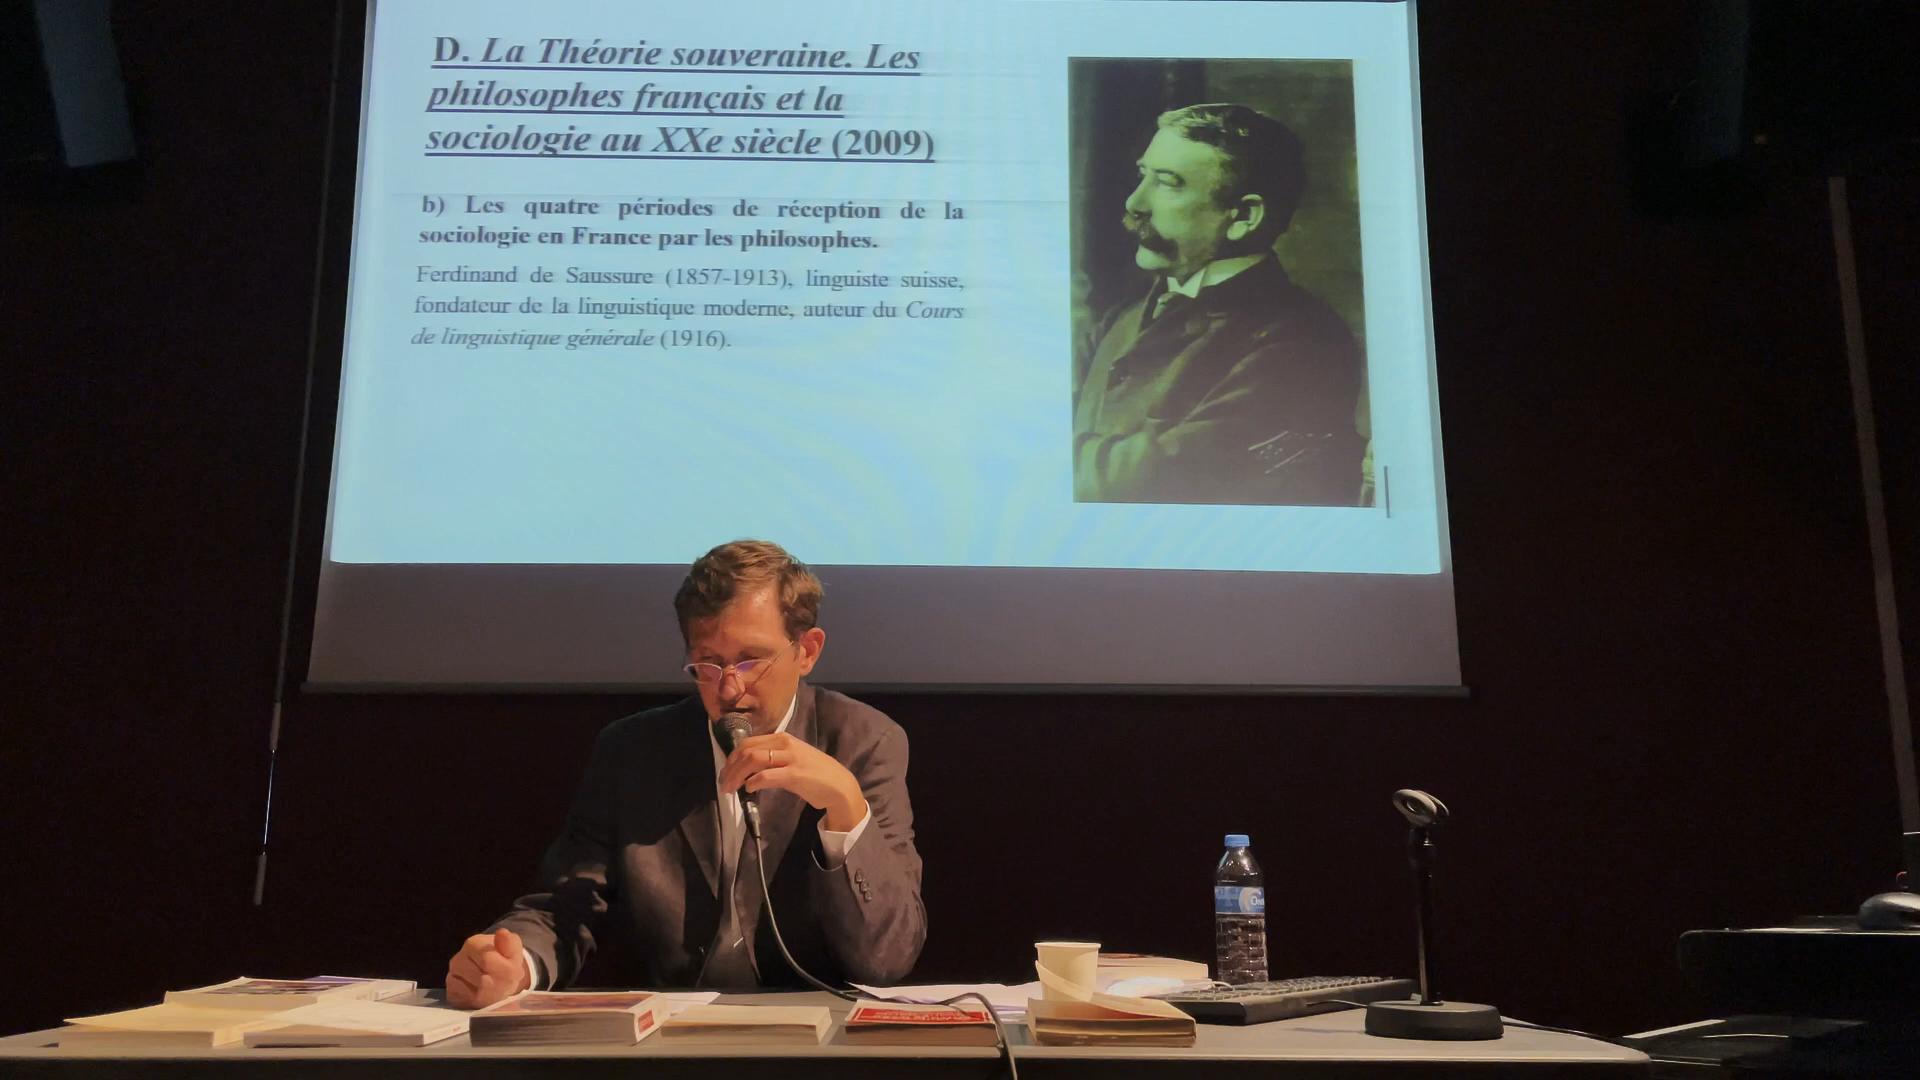 D. La Théorie souveraine. Les
philosophes français et la
sociologie au XXe siècle (2009)
b) Les quatre périodes de réception de la
sociologie en France par les philosophes.
Ferdinand de Saussure (1857-1913), linguiste suisse,
fondateur de la linguistique moderne, auteur du Cours
de linguistique générale (1916).